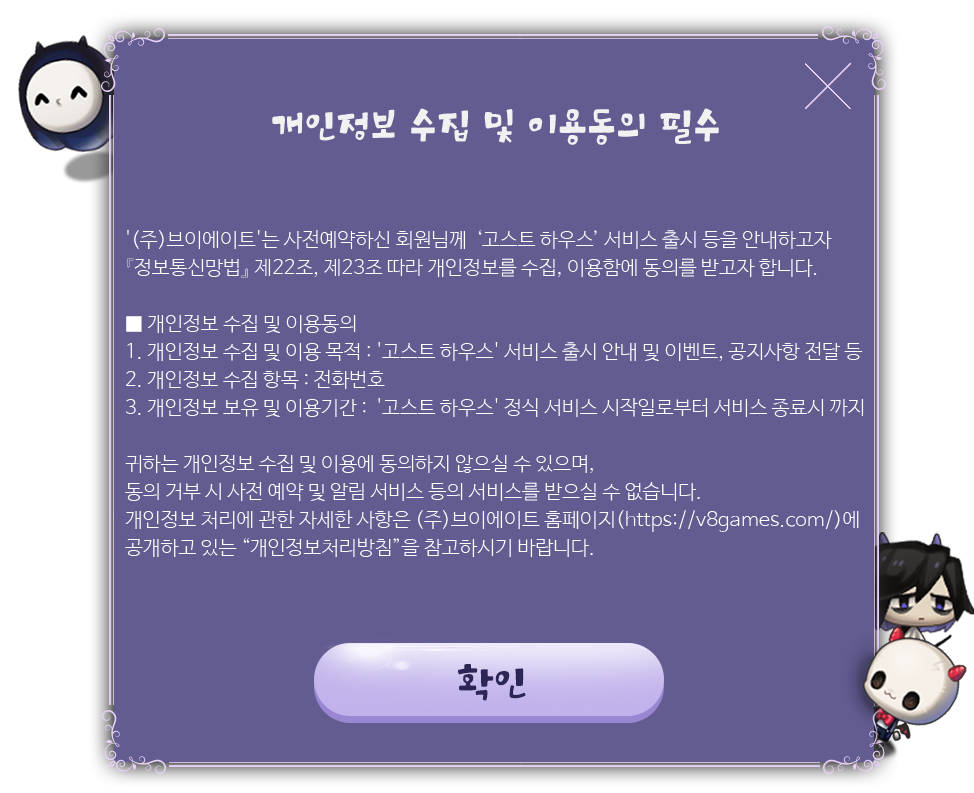 개인정보 수집 및 이용동의 필수
'(주)브이에이트'는 사전예약하신 회원님께 ‘고스트 하우스’ 서비스 출시 등을 안내하고자
『정보통신망법』 제22조, 제23조 따라 개인정보를 수집, 이용함에 동의를 받고자 합니다.
■ 개인정보 수집 및 이용동의
1. 개인정보 수집 및 이용 목적 : '고스트 하우스' 서비스 출시 안내 및 이벤트, 공지사항 전달 등
2. 개인정보 수집 항목 : 전화번호
3. 개인정보 보유 및 이용기간 : '고스트 하우스' 정식 서비스 시작일로부터 서비스 종료시 까지
귀하는 개인정보 수집 및 이용에 동의하지 않으실 수 있으며,
동의 거부 시 사전 예약 및 알림 서비스 등의 서비스를 받으실 수 없습니다.
개인정보 처리에 관한 자세한 사항은 (주)브이에이트 홈페이지(https://v8games.com/)에
공개하고 있는 “개인정보처리방침”을 참고하시기 바랍니다.
확인